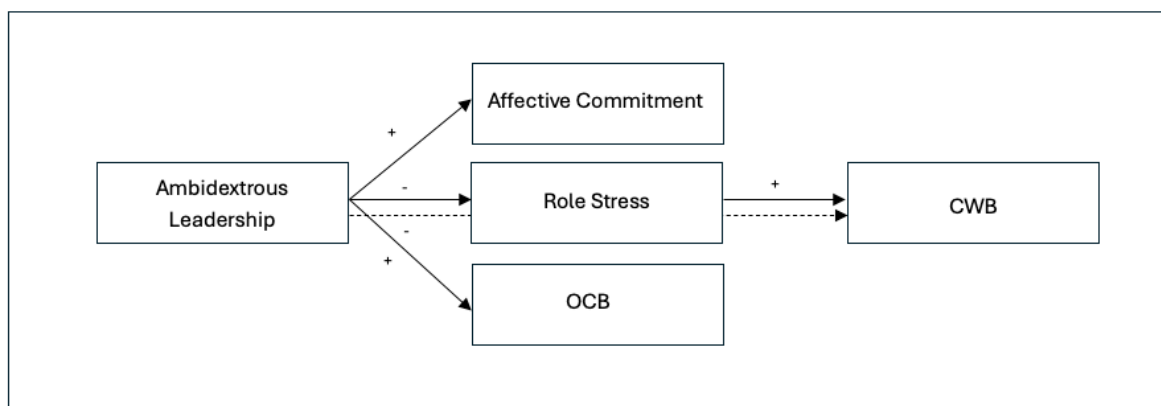 Affective Commitment
+
Ambidextrous
Leadership
-
Role Stress
+
CWB
-
+
OCB